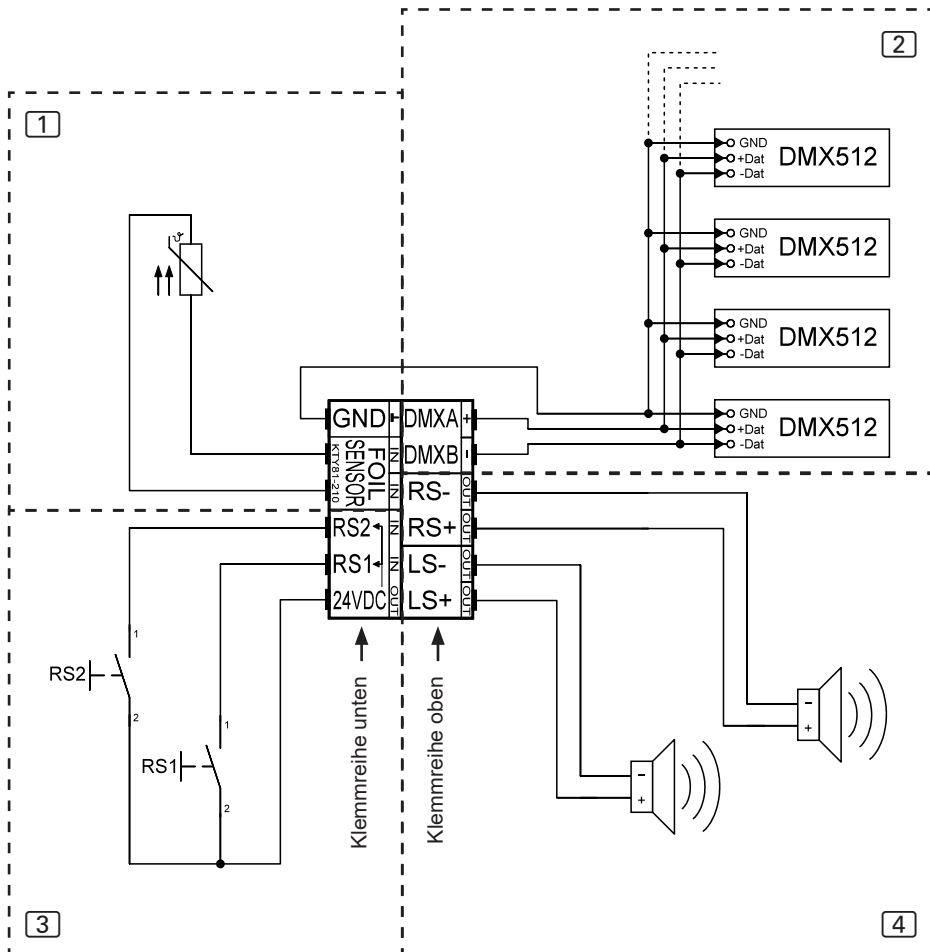 1
2
GND
+Dat
-Dat
DMX512
GND
+Dat
-Dat
DMX512
GND
+Dat
-Dat
DMX512
GND
+Dat
-Dat
DMX512
ϑ
GND
FOIL
SENSOR
KTY81-210
IN
IN
RS2
IN
RS1
IN
24VDC
OUT
DMXA
+
DMXB
-
RS-
OUT
RS+
OUT
LS-
OUT
LS+
OUT
Klemmreihe unten
Klemmreihe oben
RS2
1
2
RS1
1
2
-
+
-
+
3
4